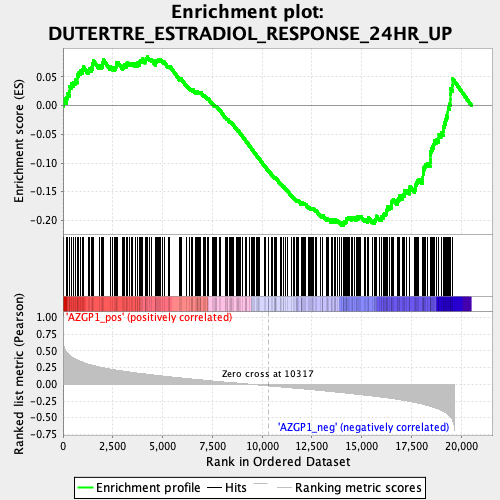 Enrichment plot:
DUTERTRE_ESTRADIOL_RESPONSE_24HR_UP
Enrichment score (ES)
0.05
0.00
-0.05
-0.10
-0.15
-0.20
Ranked list metric (Pearson)
1.00
0.75
0.50
0.25
0.00
-0.25
-0.50
-0.75
'AZGP1_pos' (positively correlated)
Zero cross at 10317
'AZGP1_neg' (negatively correlated)
0
2,500
5,000
7,500
10,000
12,500
15,000
17,500
20,000
Rank in Ordered Dataset
Enrichment profile
Hits
Ranking metric scores